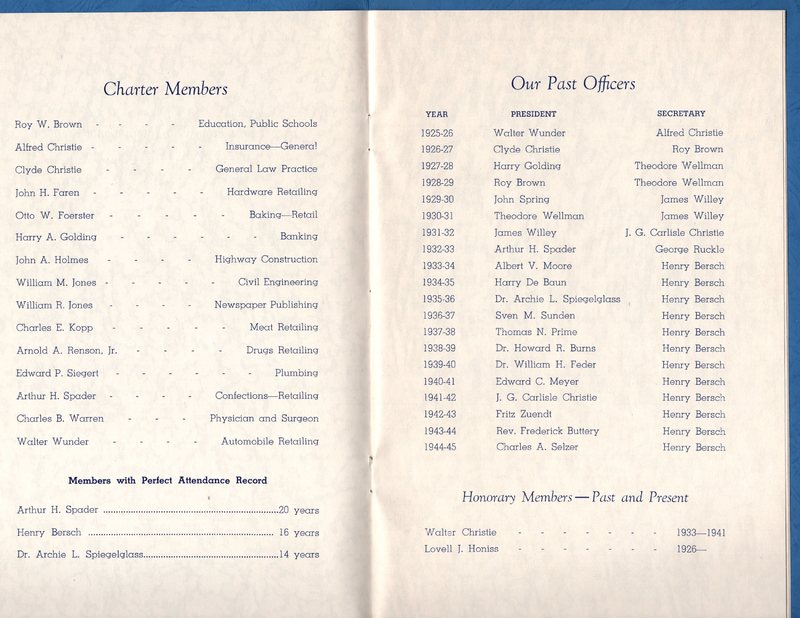 Charter Members
Roy W. Brown - - - - Education, Public Schools
Alfred Christie - - - - - Insurance—General
Clyde Christie - - - - General Law Practice
John H. Faren - - - - - Hardware Retailing
Otto W. Foerster - - - - - Baking—Retail
Harry A. Golding - - - - - - Banking
John A. Holmes - - - - Highway Construction
William M. Jones - - - - - Civil Engineering
William R. Jones - - - - Newspaper Publishing
Charles E. Kopp - - - - - Meat Retailing
Arnold A. Renson, Jr. - - - - Drugs Retailing
Edward P. Siegert - - - - - - Plumbing
Arthur H. Spader - - - - Confections—Retailing
Charles B. Warren - - - Physician and Surgeon
Walter Wunder - - - - Automobile Retailing
Members with Perfect Attendance Record
Arthur H. Spader ............................................................20 years
Henry Bersch ................................................................ 16 years
Dr. Archie L. Spiegelglass..............................................14 years
Our Past Officers
YEAR PRESIDENT SECRETARY
1925-26 Walter Wunder Alfred Christie
1926-27 Clyde Christie Roy Brown
1927-28 Harry Golding Theodore Wellman
1928-29 Roy Brown Theodore Wellman
1929-30 John Spring James Willey
1930-31 Theodore Wellman James Willey
1931-32 James Willey J. G. Carlisle Christie
1932-33 Arthur H. Spader George Ruckle
1933-34 Albert V. Moore Henry Bersch
1934-35 Harry De Baun Henry Bersch
1935-36 Dr. Archie L. Spiegelglass Henry Bersch
1936-37 Sven M. Sunden Henry Bersch
1937-38 Thomas N. Prime Henry Bersch
1938-39 Dr. Howard R. Burns Henry Bersch
1939-40 Dr. William H. Feder Henry Bersch
1940-41 Edward C. Meyer Henry Bersch
1941-42 J. G. Carlisle Christie Henry Bersch
1942-43 Fritz Zuendt Henry Bersch
1943-44 Rev. Frederick Buttery Henry Bersch
1944-45 Charles A. Selzer Henry Bersch
Honorary Members—Past and Present
Walter Christie - - - - - - - 1933—1941
Lovell J. Honiss - - - - - - - 1926—